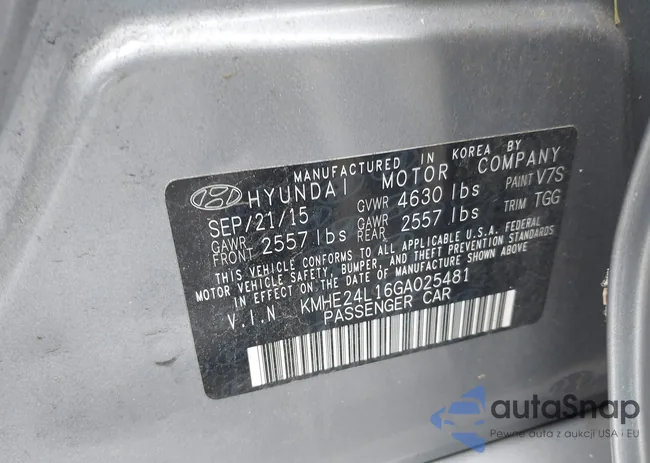 MANUFACTURED IN KOREA BY
HYUNDAI MOTOR COMPANY
SEP/21/15 GVWR 4630 lbs PAINT V7S
GAWR FRONT 2557 lbs GAWR REAR 2557 lbs TRIM TGG
THIS VEHICLE CONFORMS TO ALL APPLICABLE U.S.A. FEDERAL
MOTOR VEHICLE SAFETY, BUMPER, AND THEFT PREVENTION STANDARDS
IN EFFECT ON THE DATE OF MANUFACTURE SHOWN ABOVE.
V.I.N KMHE24L16GA025481
PASSENGER CAR
autaSnap
Pewne auta z aukcji USA i EU